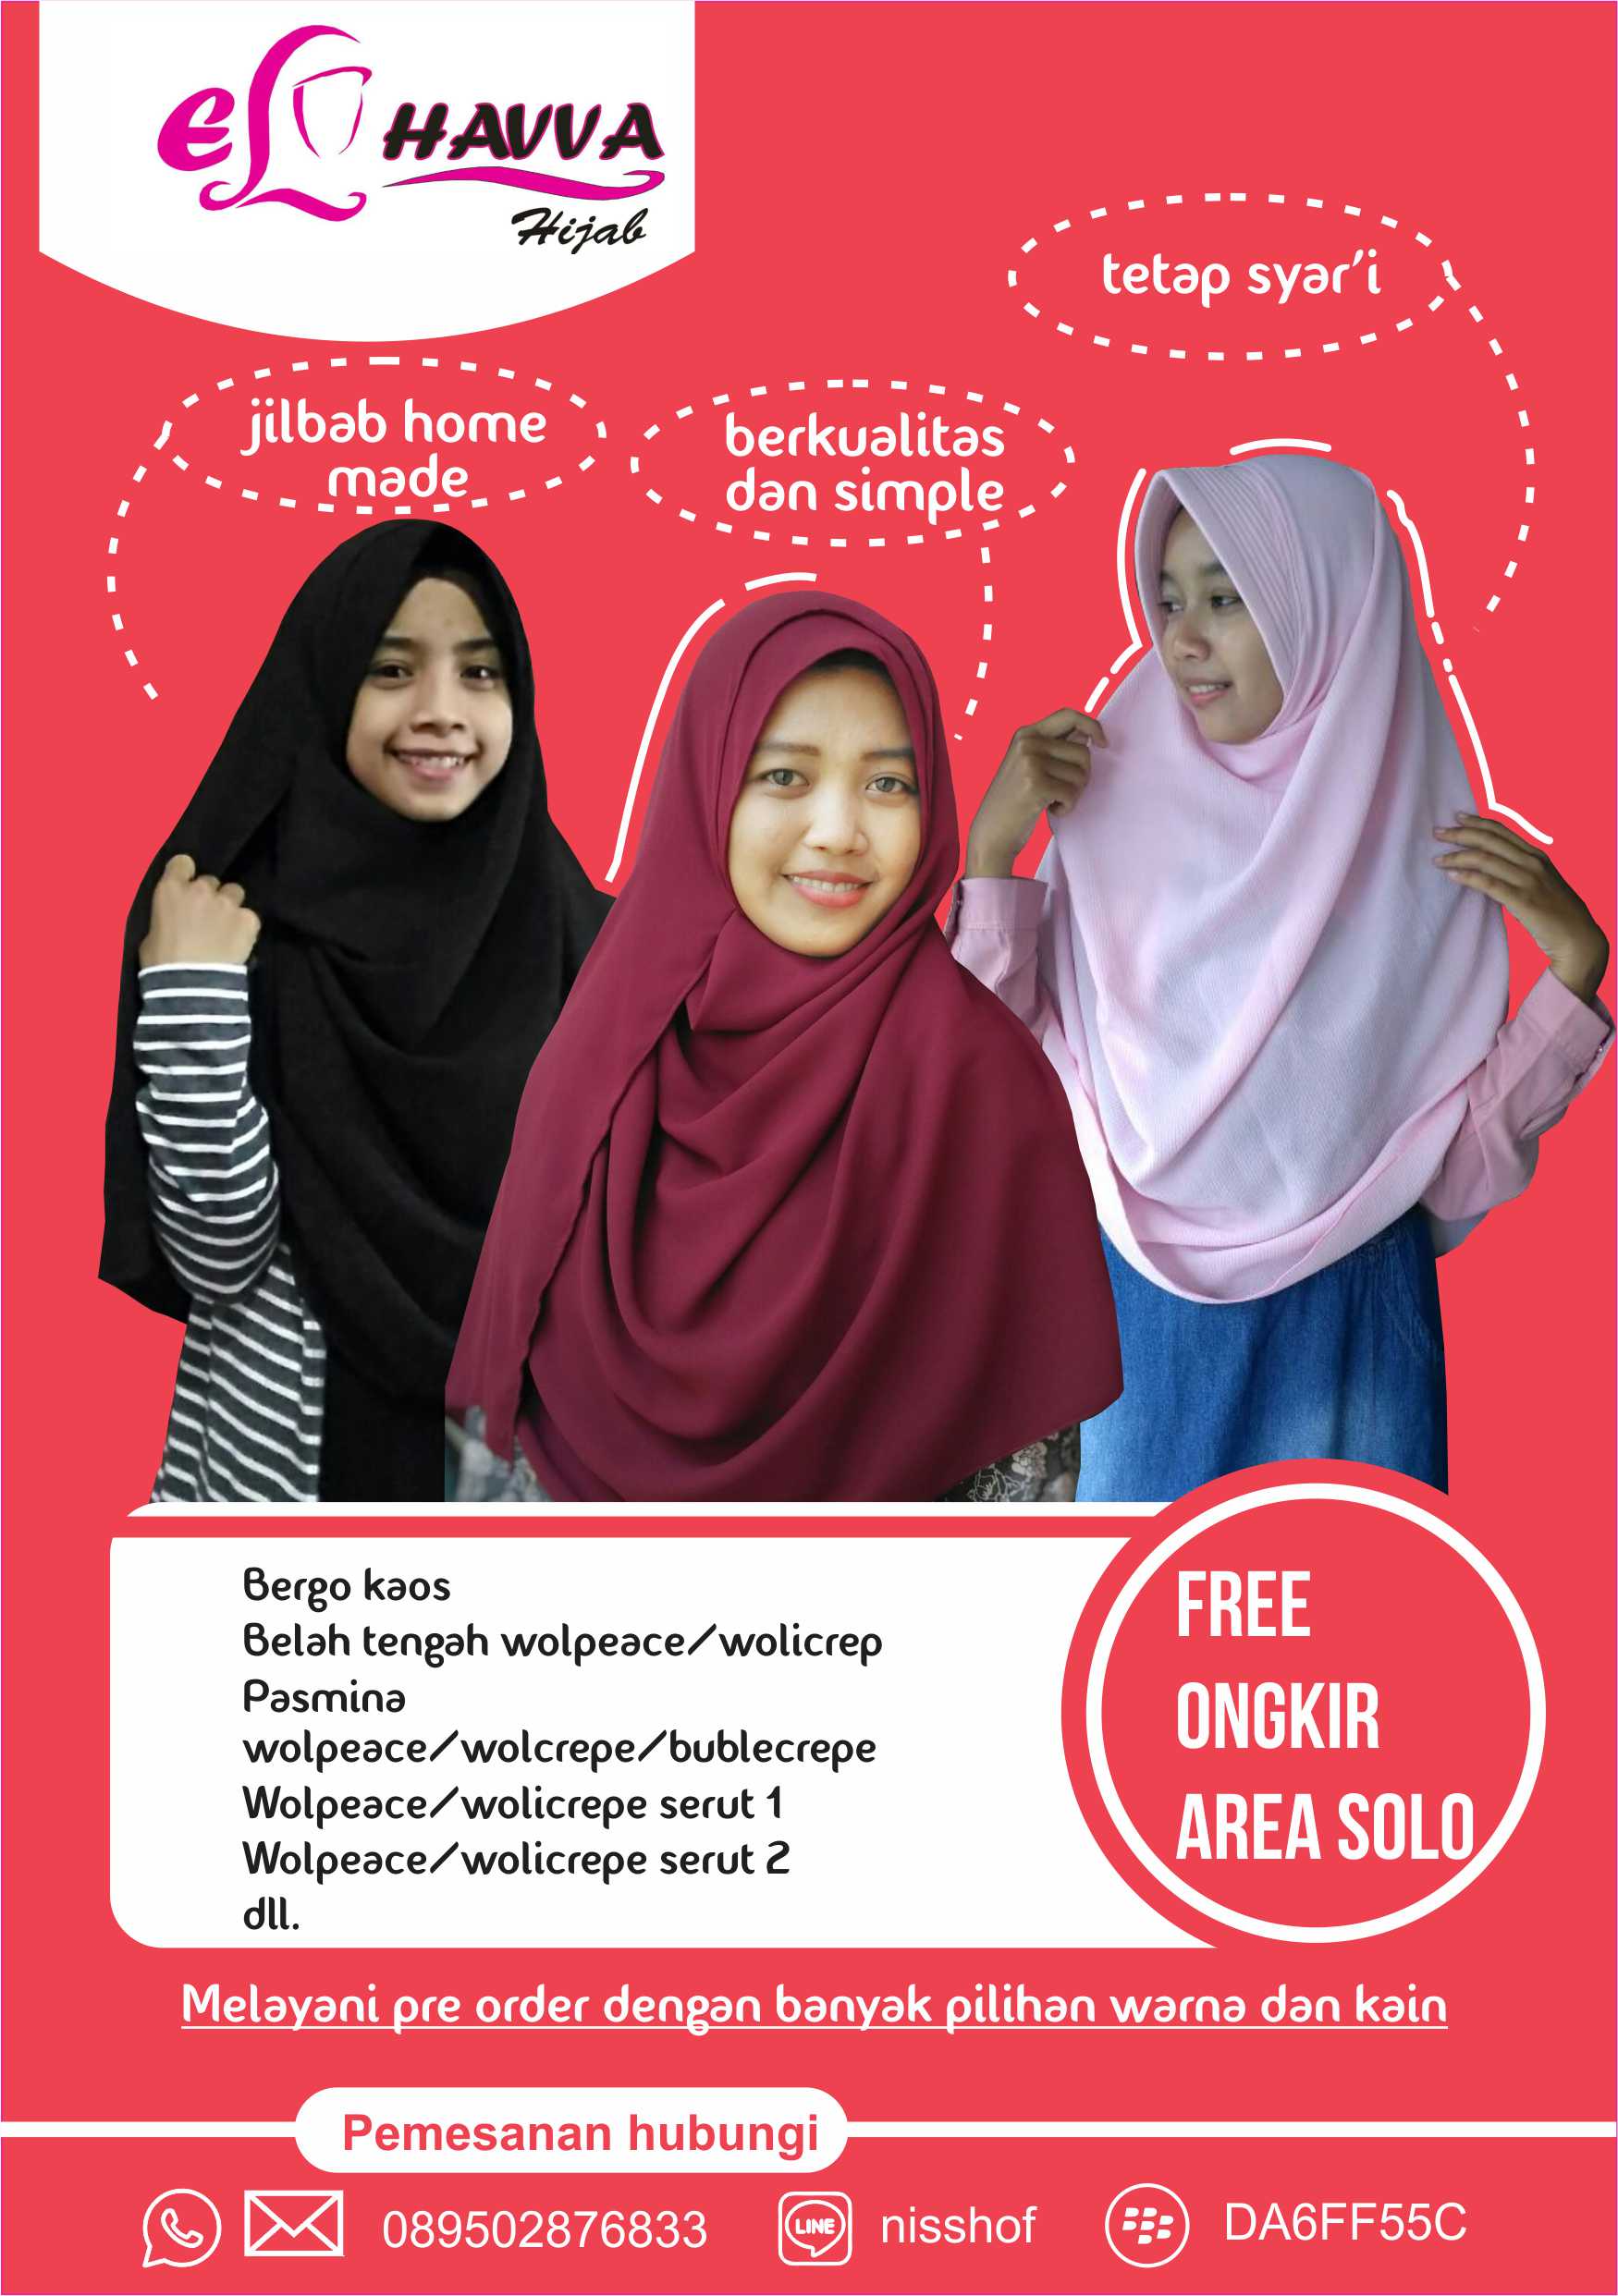 eL HAVVA
Hijab
tetap syar'i
jilbab home
made
berkualitas
dan simple
Bergo kaos
Belah tengah wolpeace/wolicrep
Pasmina
wolpeace/wolcrepe/bublecrepe
Wolpeace/wolicrepe serut 1
Wolpeace/wolicrepe serut 2
dll.
FREE
ONGKIR
AREA SOLO
Melayani pre order dengan banyak pilihan warna dan kain
Pemesanan hubungi
089502876833
LINE
nisshof
DA6FF55C